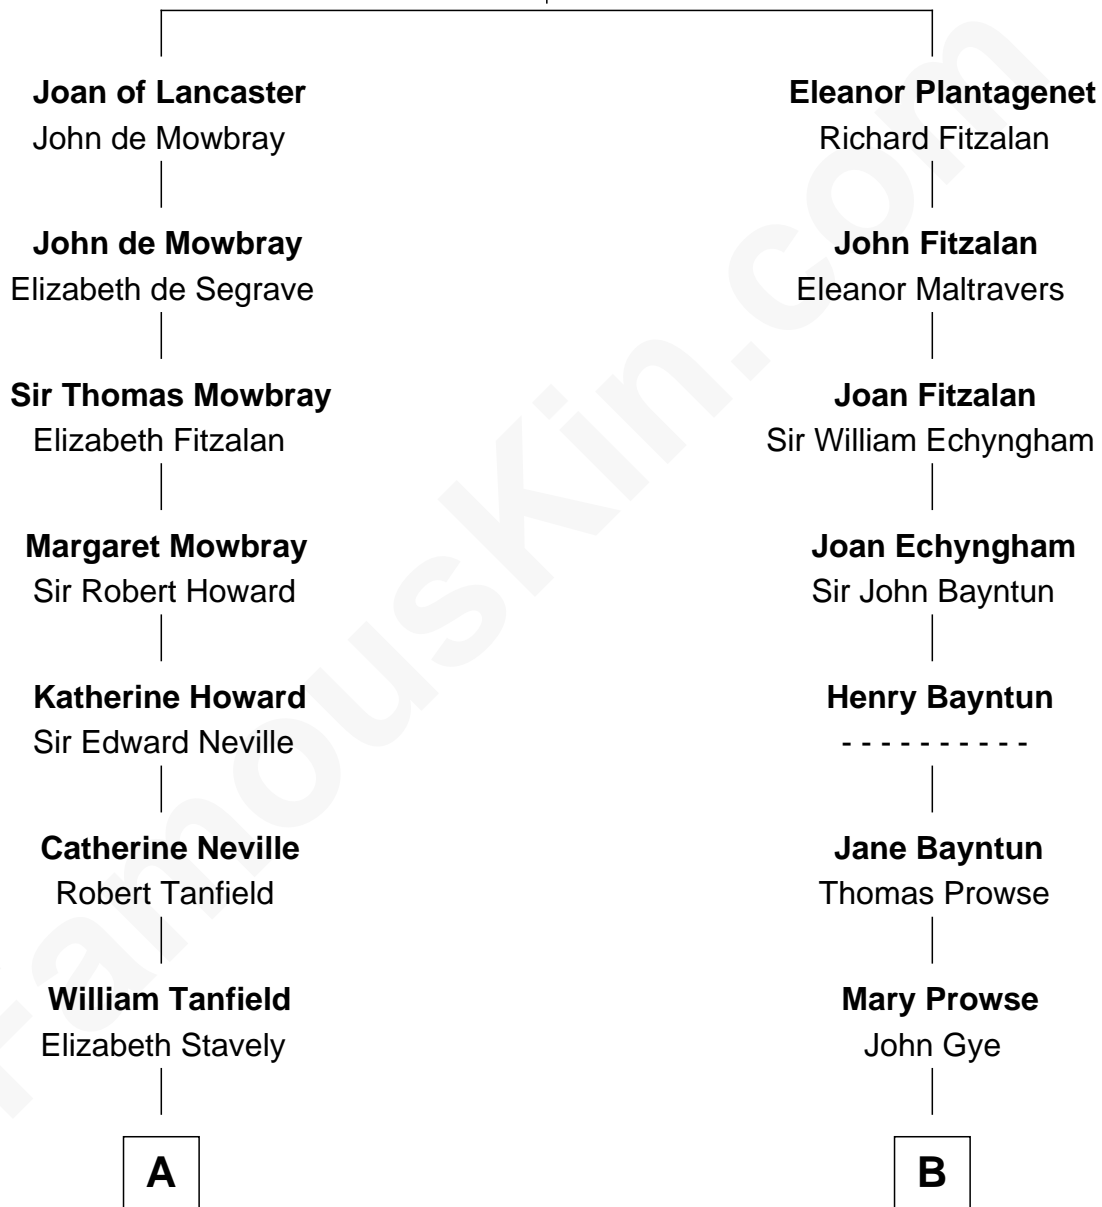 Joan of Lancaster
John de Mowbray
John de Mowbray
Elizabeth de Segrave
Sir Thomas Mowbray
Elizabeth Fitzalan
Margaret Mowbray
Sir Robert Howard
Katherine Howard
Sir Edward Neville
Catherine Neville
Robert Tanfield
William Tanfield
Elizabeth Stavely
A
Eleanor Plantagenet
Richard Fitzalan
John Fitzalan
Eleanor Maltravers
Joan Fitzalan
Sir William Echyngham
Joan Echyngham
Sir John Bayntun
Henry Bayntun
- - - - - - - - - -
Jane Bayntun
Thomas Prowse
Mary Prowse
John Gye
B
FamousKin.com